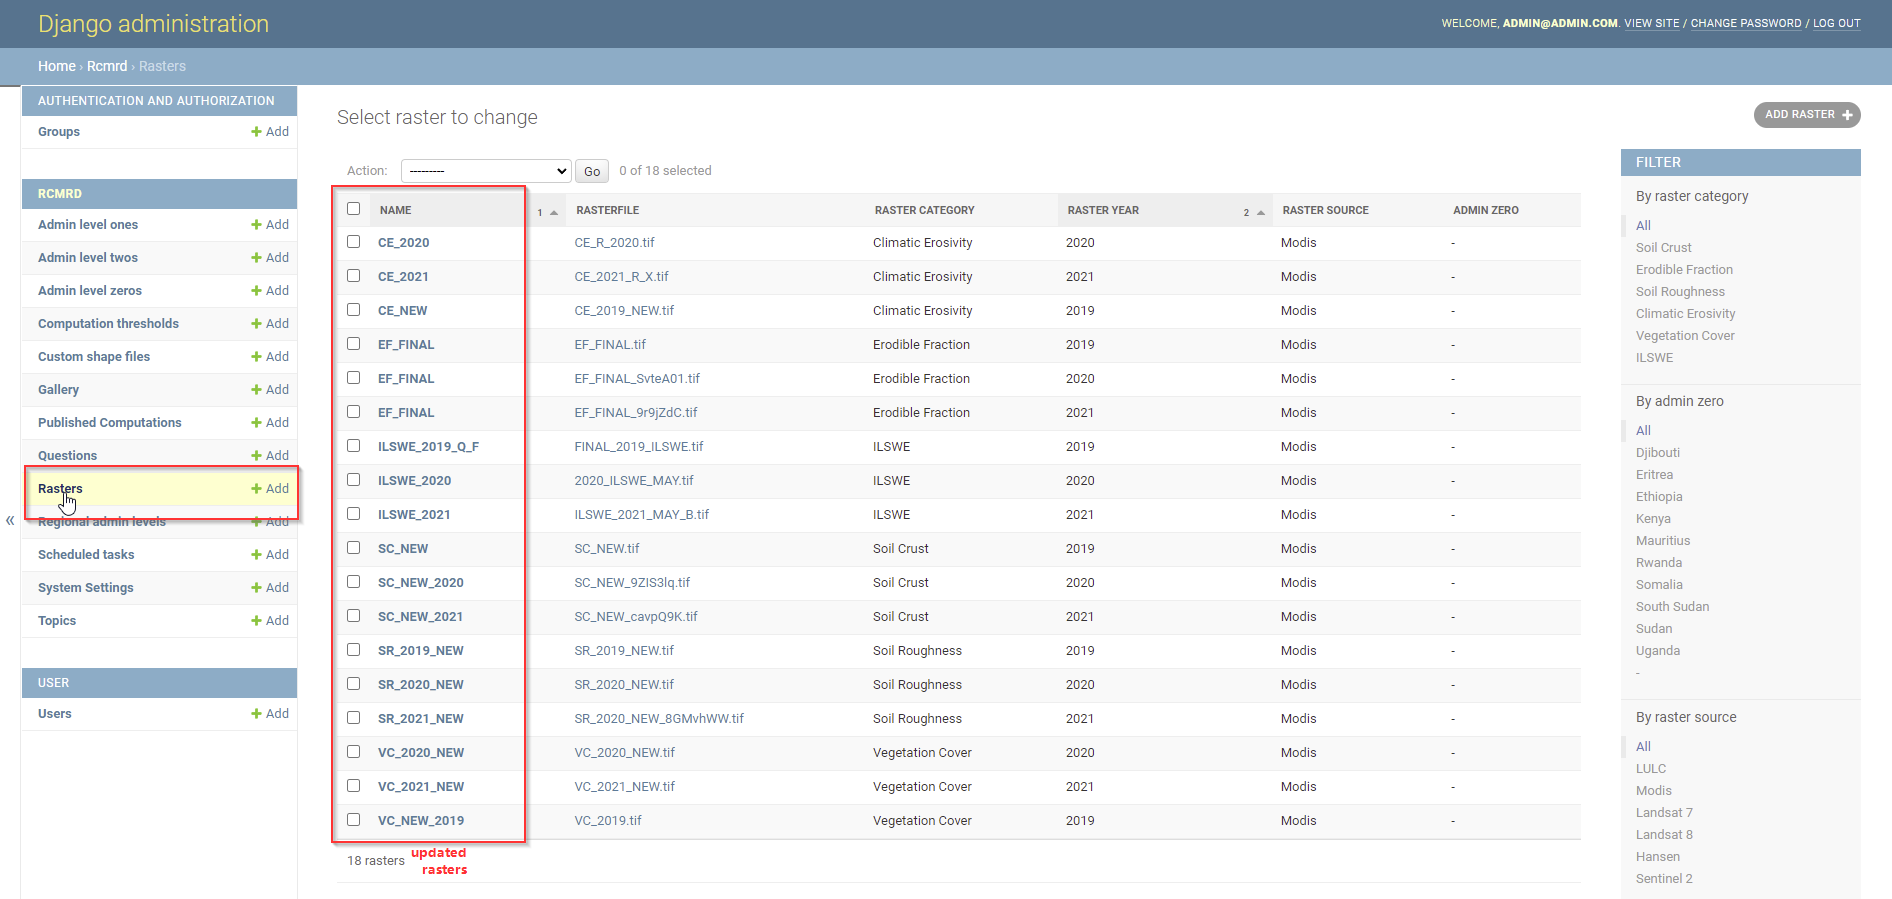 Django administration
WELCOME, ADMIN@ADMIN.COM. VIEW SITE / CHANGE PASSWORD / LOG OUT
Home › Rcmrd › Rasters
AUTHENTICATION AND AUTHORIZATION
Groups + Add
RCMRD
Admin level ones + Add
Admin level twos + Add
Admin level zeros + Add
Computation thresholds + Add
Custom shape files + Add
Gallery + Add
Published Computations + Add
Questions + Add
Rasters + Add
Regional admin levels + Add
Scheduled tasks + Add
System Settings + Add
Topics + Add
USER
Users + Add
«
Select raster to change
ADD RASTER +
Action: --------- Go 0 of 18 selected
NAME 1 RASTERFILE RASTER CATEGORY RASTER YEAR 2 RASTER SOURCE ADMIN ZERO
CE_2020 CE_R_2020.tif Climatic Erosivity 2020 Modis -
CE_2021 CE_2021_R_X.tif Climatic Erosivity 2021 Modis -
CE_NEW CE_2019_NEW.tif Climatic Erosivity 2019 Modis -
EF_FINAL EF_FINAL.tif Erodible Fraction 2019 Modis -
EF_FINAL EF_FINAL_SvteA01.tif Erodible Fraction 2020 Modis -
EF_FINAL EF_FINAL_9r9jZdC.tif Erodible Fraction 2021 Modis -
ILSWE_2019_Q_F FINAL_2019_ILSWE.tif ILSWE 2019 Modis -
ILSWE_2020 2020_ILSWE_MAY.tif ILSWE 2020 Modis -
ILSWE_2021 ILSWE_2021_MAY_B.tif ILSWE 2021 Modis -
SC_NEW SC_NEW.tif Soil Crust 2019 Modis -
SC_NEW_2020 SC_NEW_9ZIS3lq.tif Soil Crust 2020 Modis -
SC_NEW_2021 SC_NEW_cavpQ9K.tif Soil Crust 2021 Modis -
SR_2019_NEW SR_2019_NEW.tif Soil Roughness 2019 Modis -
SR_2020_NEW SR_2020_NEW.tif Soil Roughness 2020 Modis -
SR_2021_NEW SR_2020_NEW_8GMvhWW.tif Soil Roughness 2021 Modis -
VC_2020_NEW VC_2020_NEW.tif Vegetation Cover 2020 Modis -
VC_2021_NEW VC_2021_NEW.tif Vegetation Cover 2021 Modis -
VC_NEW_2019 VC_2019.tif Vegetation Cover 2019 Modis -
18 rasters
updated
rasters
FILTER
By raster category
All
Soil Crust
Erodible Fraction
Soil Roughness
Climatic Erosivity
Vegetation Cover
ILSWE
By admin zero
All
Djibouti
Eritrea
Ethiopia
Kenya
Mauritius
Rwanda
Somalia
South Sudan
Sudan
Uganda
-
By raster source
All
LULC
Modis
Landsat 7
Landsat 8
Hansen
Sentinel 2